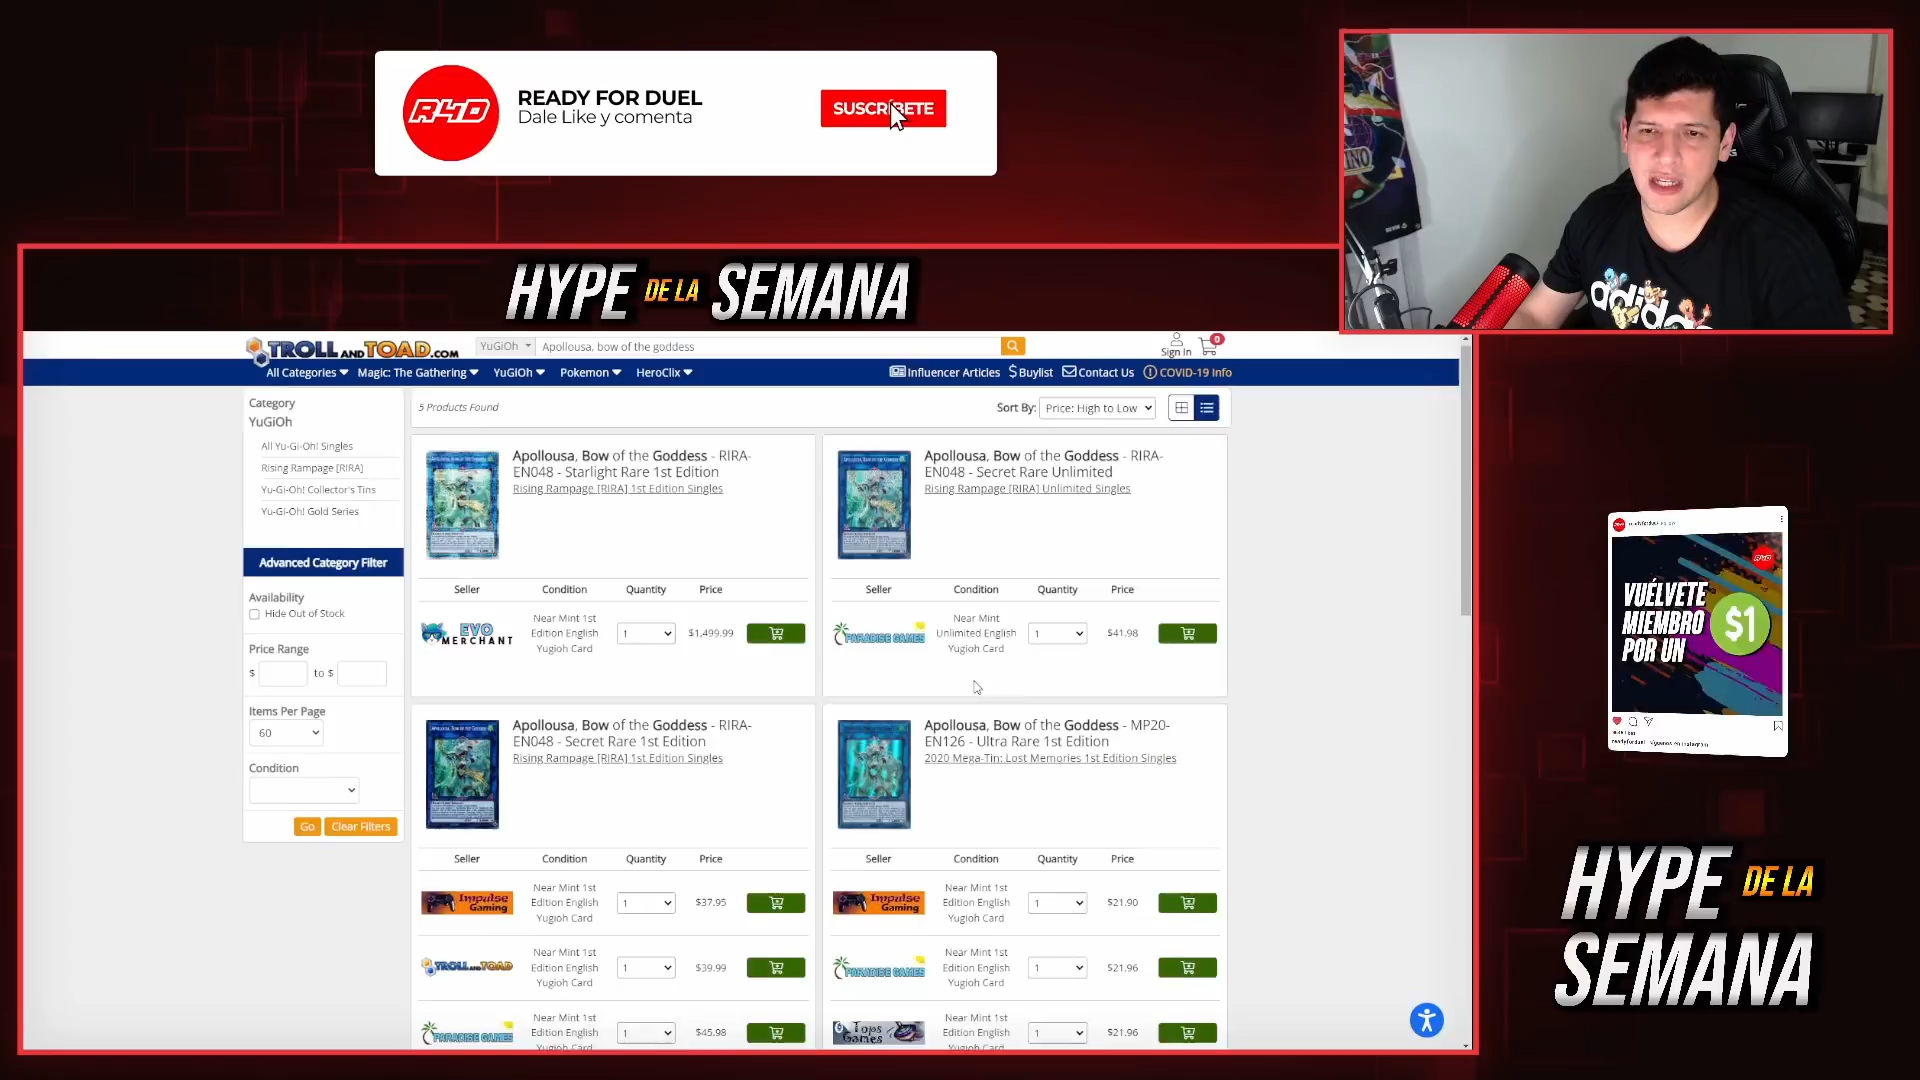 R4D
READY FOR DUEL
Dale Like y comenta
SUSCRÍBETE
HYPE DE LA SEMANA
TROLL AND TOAD.COM
YuGiOh
Apollousa, bow of the goddess
Sign In
0
All Categories
Magic: The Gathering
YuGiOh
Pokemon
HeroClix
Influencer Articles
Buylist
Contact Us
COVID-19 Info
Category
YuGiOh
All Yu-Gi-Oh! Singles
Rising Rampage [RIRA]
Yu-Gi-Oh! Collector's Tins
Yu-Gi-Oh! Gold Series
Advanced Category Filter
Availability
Hide Out of Stock
Price Range
$ to $
Items Per Page
60
Condition
Go
Clear Filters
5 Products Found
Sort By: Price: High to Low
Apollousa, Bow of the Goddess - RIRA-
EN048 - Starlight Rare 1st Edition
Rising Rampage [RIRA] 1st Edition Singles
Seller Condition Quantity Price
EVO
MERCHANT
Near Mint 1st
Edition English
Yugioh Card
1
$1,499.99
Apollousa, Bow of the Goddess - RIRA-
EN048 - Secret Rare Unlimited
Rising Rampage [RIRA] Unlimited Singles
Seller Condition Quantity Price
PARADISE GAMES
Near Mint
Unlimited English
Yugioh Card
1
$41.98
Apollousa, Bow of the Goddess - RIRA-
EN048 - Secret Rare 1st Edition
Rising Rampage [RIRA] 1st Edition Singles
Seller Condition Quantity Price
Impulse
Gaming
Near Mint 1st
Edition English
Yugioh Card
1
$37.95
TROLL AND TOAD
Near Mint 1st
Edition English
Yugioh Card
1
$39.99
PARADISE GAMES
Near Mint 1st
Edition English
Yugioh Card
1
$45.98
Apollousa, Bow of the Goddess - MP20-
EN126 - Ultra Rare 1st Edition
2020 Mega-Tin: Lost Memories 1st Edition Singles
Seller Condition Quantity Price
Impulse
Gaming
Near Mint 1st
Edition English
Yugioh Card
1
$21.90
PARADISE GAMES
Near Mint 1st
Edition English
Yugioh Card
1
$21.96
Tops
Games
Near Mint 1st
Edition English
Yugioh Card
1
$21.96
adidas
R4D
VUÉLVETE
MIEMBRO
POR UN
$1
HYPE DE LA
SEMANA